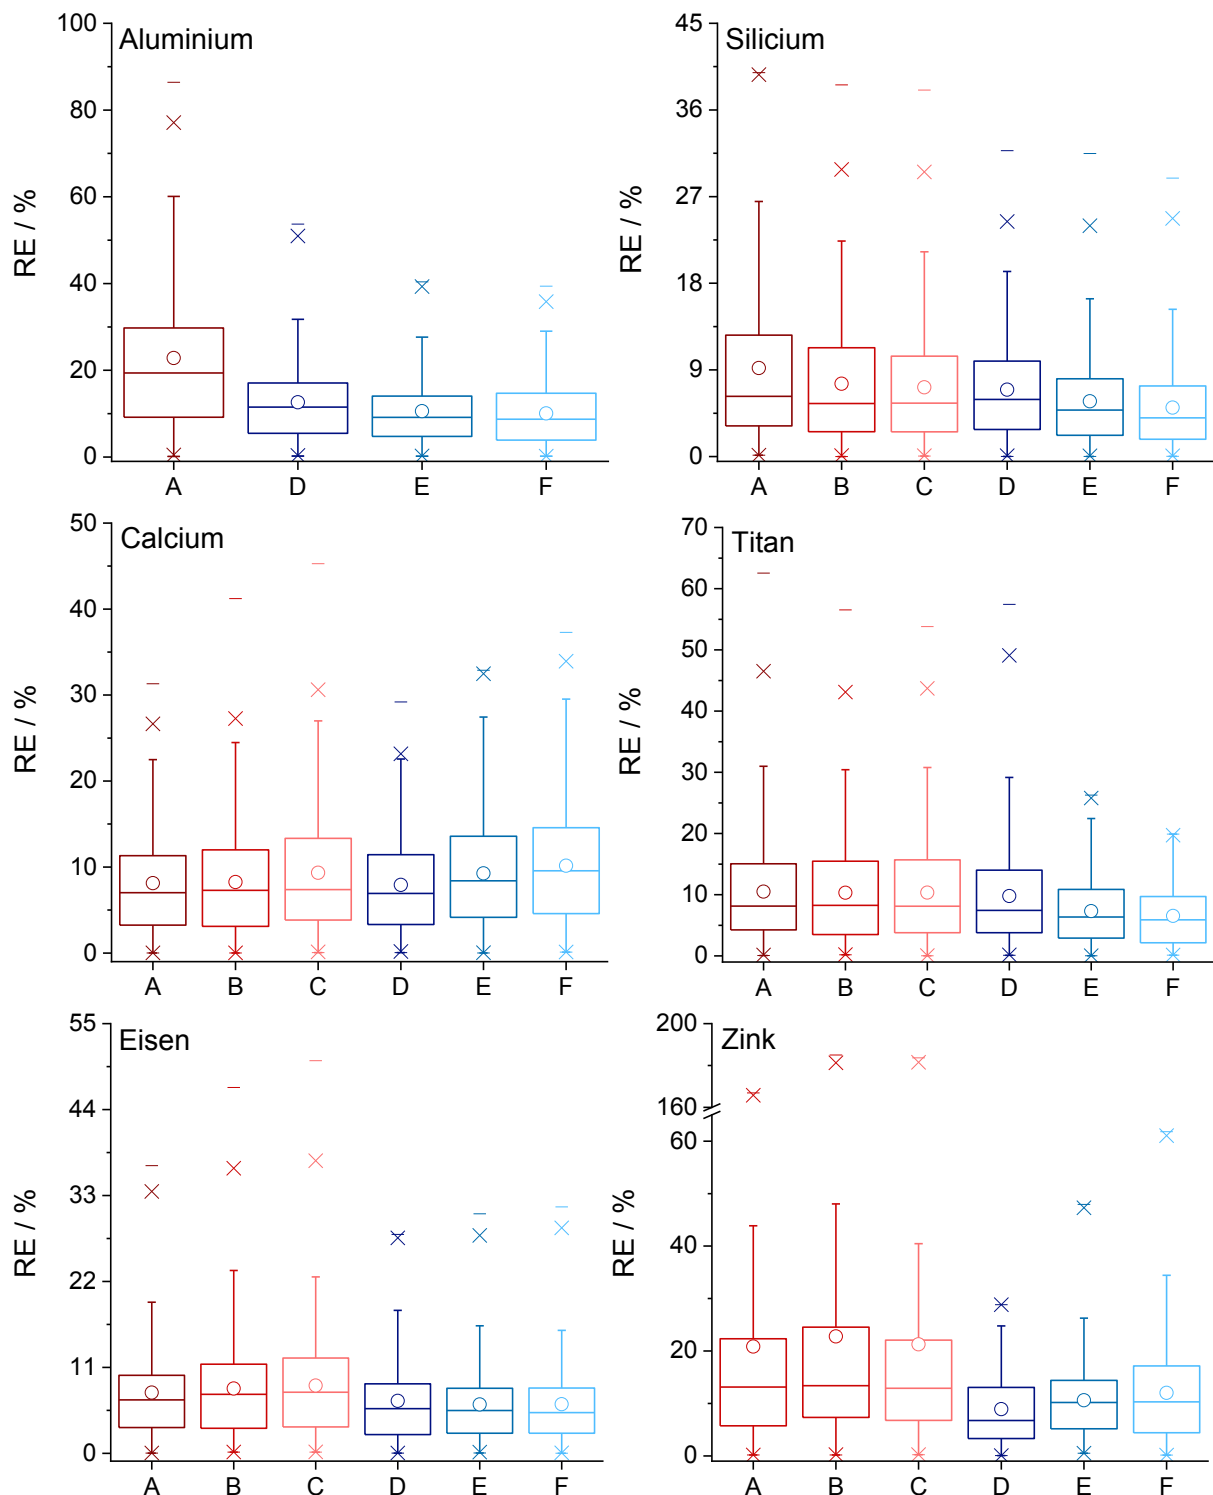 Aluminium
100
80
60
40
20
0
RE / %
A D E F
Silicium
45
36
27
18
9
0
RE / %
A B C D E F
Calcium
50
40
30
20
10
0
RE / %
A B C D E F
Titan
70
60
50
40
30
20
10
0
RE / %
A B C D E F
Eisen
55
44
33
22
11
0
RE / %
A B C D E F
Zink
200
160
60
40
20
0
RE / %
A B C D E F